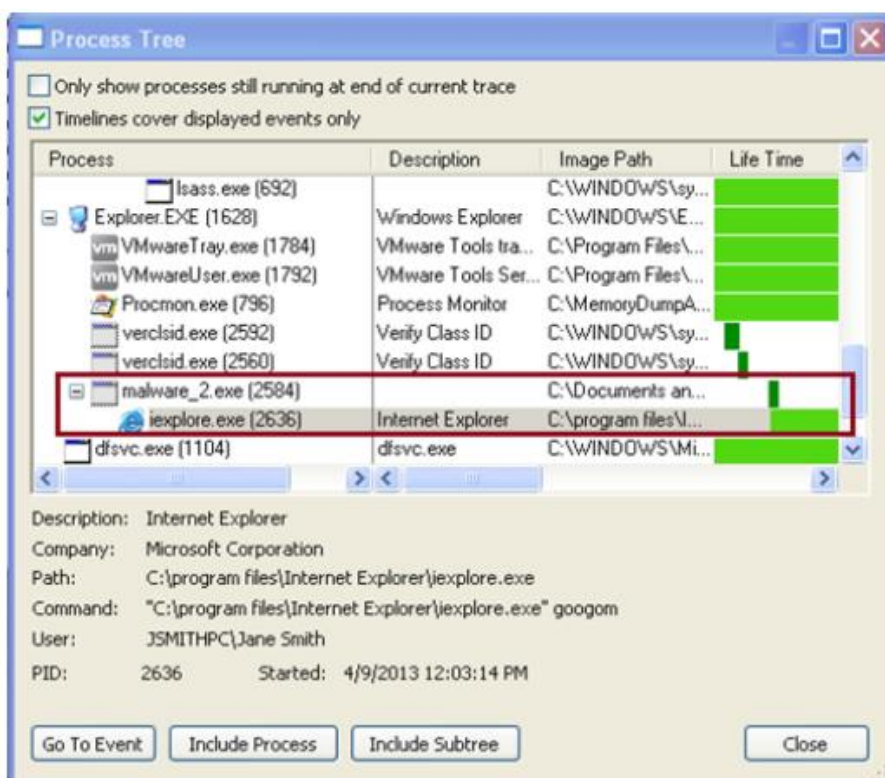 Process Tree
Only show processes still running at end of current trace
Timelines cover displayed events only
Process Description Image Path Life Time
lsass.exe (692) C:\WINDOWS\sy...
Explorer.EXE (1628) Windows Explorer C:\WINDOWS\E...
vm VMwareTray.exe (1784) VMware Tools tra... C:\Program Files\...
vm VMwareUser.exe (1792) VMware Tools Ser... C:\Program Files\...
Procmon.exe (796) Process Monitor C:\MemoryDumpA...
verclsid.exe (2592) Verify Class ID C:\WINDOWS\sy...
verclsid.exe (2560) Verify Class ID C:\WINDOWS\sy...
malware_2.exe (2584) C:\Documents an...
iexplore.exe (2636) Internet Explorer C:\program files\I...
dfsvc.exe (1104) dfsvc.exe C:\WINDOWS\Mi...
Description: Internet Explorer
Company: Microsoft Corporation
Path: C:\program files\Internet Explorer\iexplore.exe
Command: "C:\program files\Internet Explorer\iexplore.exe" googom
User: JSMITHPC\Jane Smith
PID: 2636 Started: 4/9/2013 12:03:14 PM
Go To Event Include Process Include Subtree Close